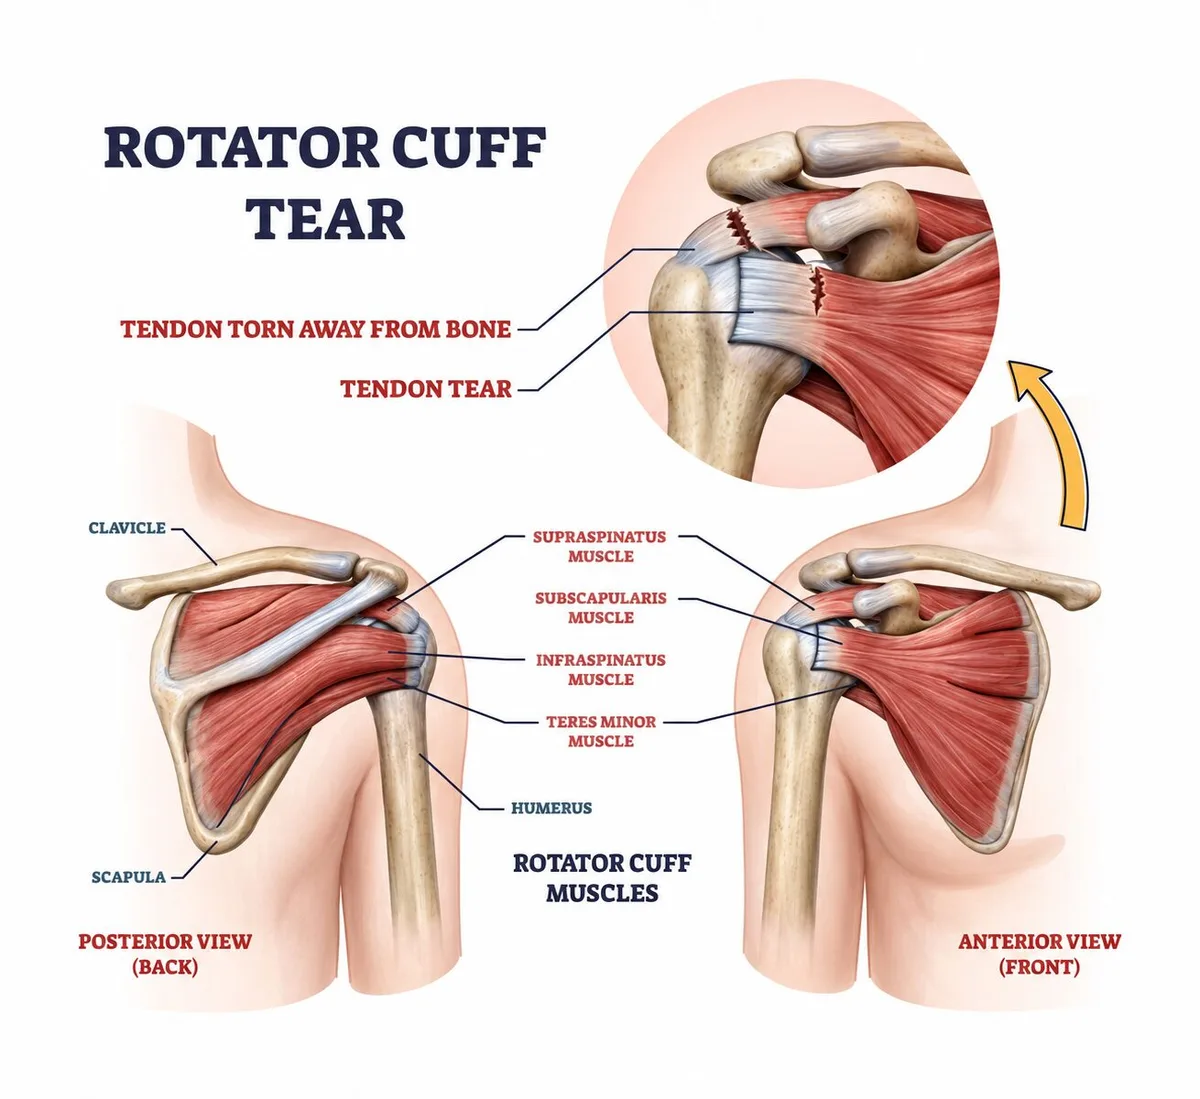 ROTATOR CUFF
TEAR
TENDON TORN AWAY FROM BONE
TENDON TEAR
CLAVICLE
SUPRASPINATUS
MUSCLE
SUBSCAPULARIS
MUSCLE
INFRASPINATUS
MUSCLE
TERES MINOR
MUSCLE
HUMERUS
SCAPULA
ROTATOR CUFF
MUSCLES
POSTERIOR VIEW
(BACK)
ANTERIOR VIEW
(FRONT)